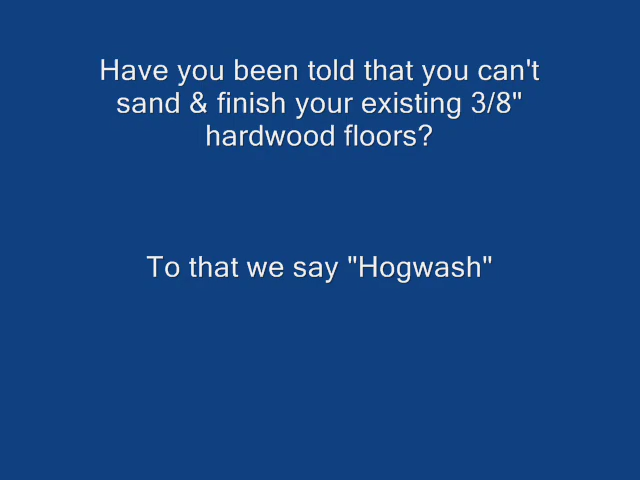 Have you been told that you can't
sand & finish your existing 3/8"
hardwood floors?
To that we say "Hogwash"